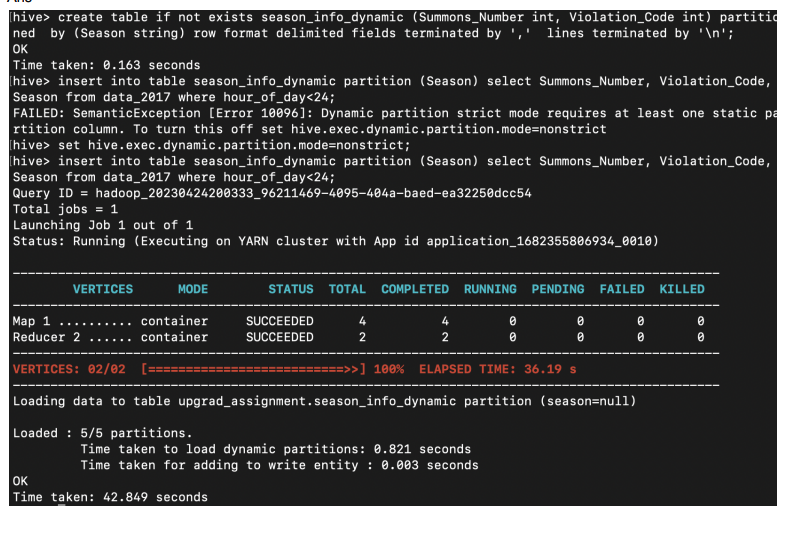 Ans
[hive> create table if not exists season_info_dynamic (Summons_Number int, Violation_Code int) partitio
ned  by (Season string) row format delimited fields terminated by ','  lines terminated by '\n';
OK
Time taken: 0.163 seconds
[hive> insert into table season_info_dynamic partition (Season) select Summons_Number, Violation_Code,
Season from data_2017 where hour_of_day<24;
FAILED: SemanticException [Error 10096]: Dynamic partition strict mode requires at least one static pa
rtition column. To turn this off set hive.exec.dynamic.partition.mode=nonstrict
[hive> set hive.exec.dynamic.partition.mode=nonstrict;
[hive> insert into table season_info_dynamic partition (Season) select Summons_Number, Violation_Code,
Season from data_2017 where hour_of_day<24;
Query ID = hadoop_20230424200333_96211469-4095-404a-baed-ea32250dcc54
Total jobs = 1
Launching Job 1 out of 1
Status: Running (Executing on YARN cluster with App id application_1682355806934_0010)
----------------------------------------------------------------------------------------------
VERTICES MODE STATUS TOTAL COMPLETED RUNNING PENDING FAILED KILLED
----------------------------------------------------------------------------------------------
Map 1 .......... container SUCCEEDED 4 4 0 0 0 0
Reducer 2 ...... container SUCCEEDED 2 2 0 0 0 0
----------------------------------------------------------------------------------------------
VERTICES: 02/02 [==========================>>] 100% ELAPSED TIME: 36.19 s
----------------------------------------------------------------------------------------------
Loading data to table upgrad_assignment.season_info_dynamic partition (season=null)
Loaded : 5/5 partitions.
Time taken to load dynamic partitions: 0.821 seconds
Time taken for adding to write entity : 0.003 seconds
OK
Time taken: 42.849 seconds